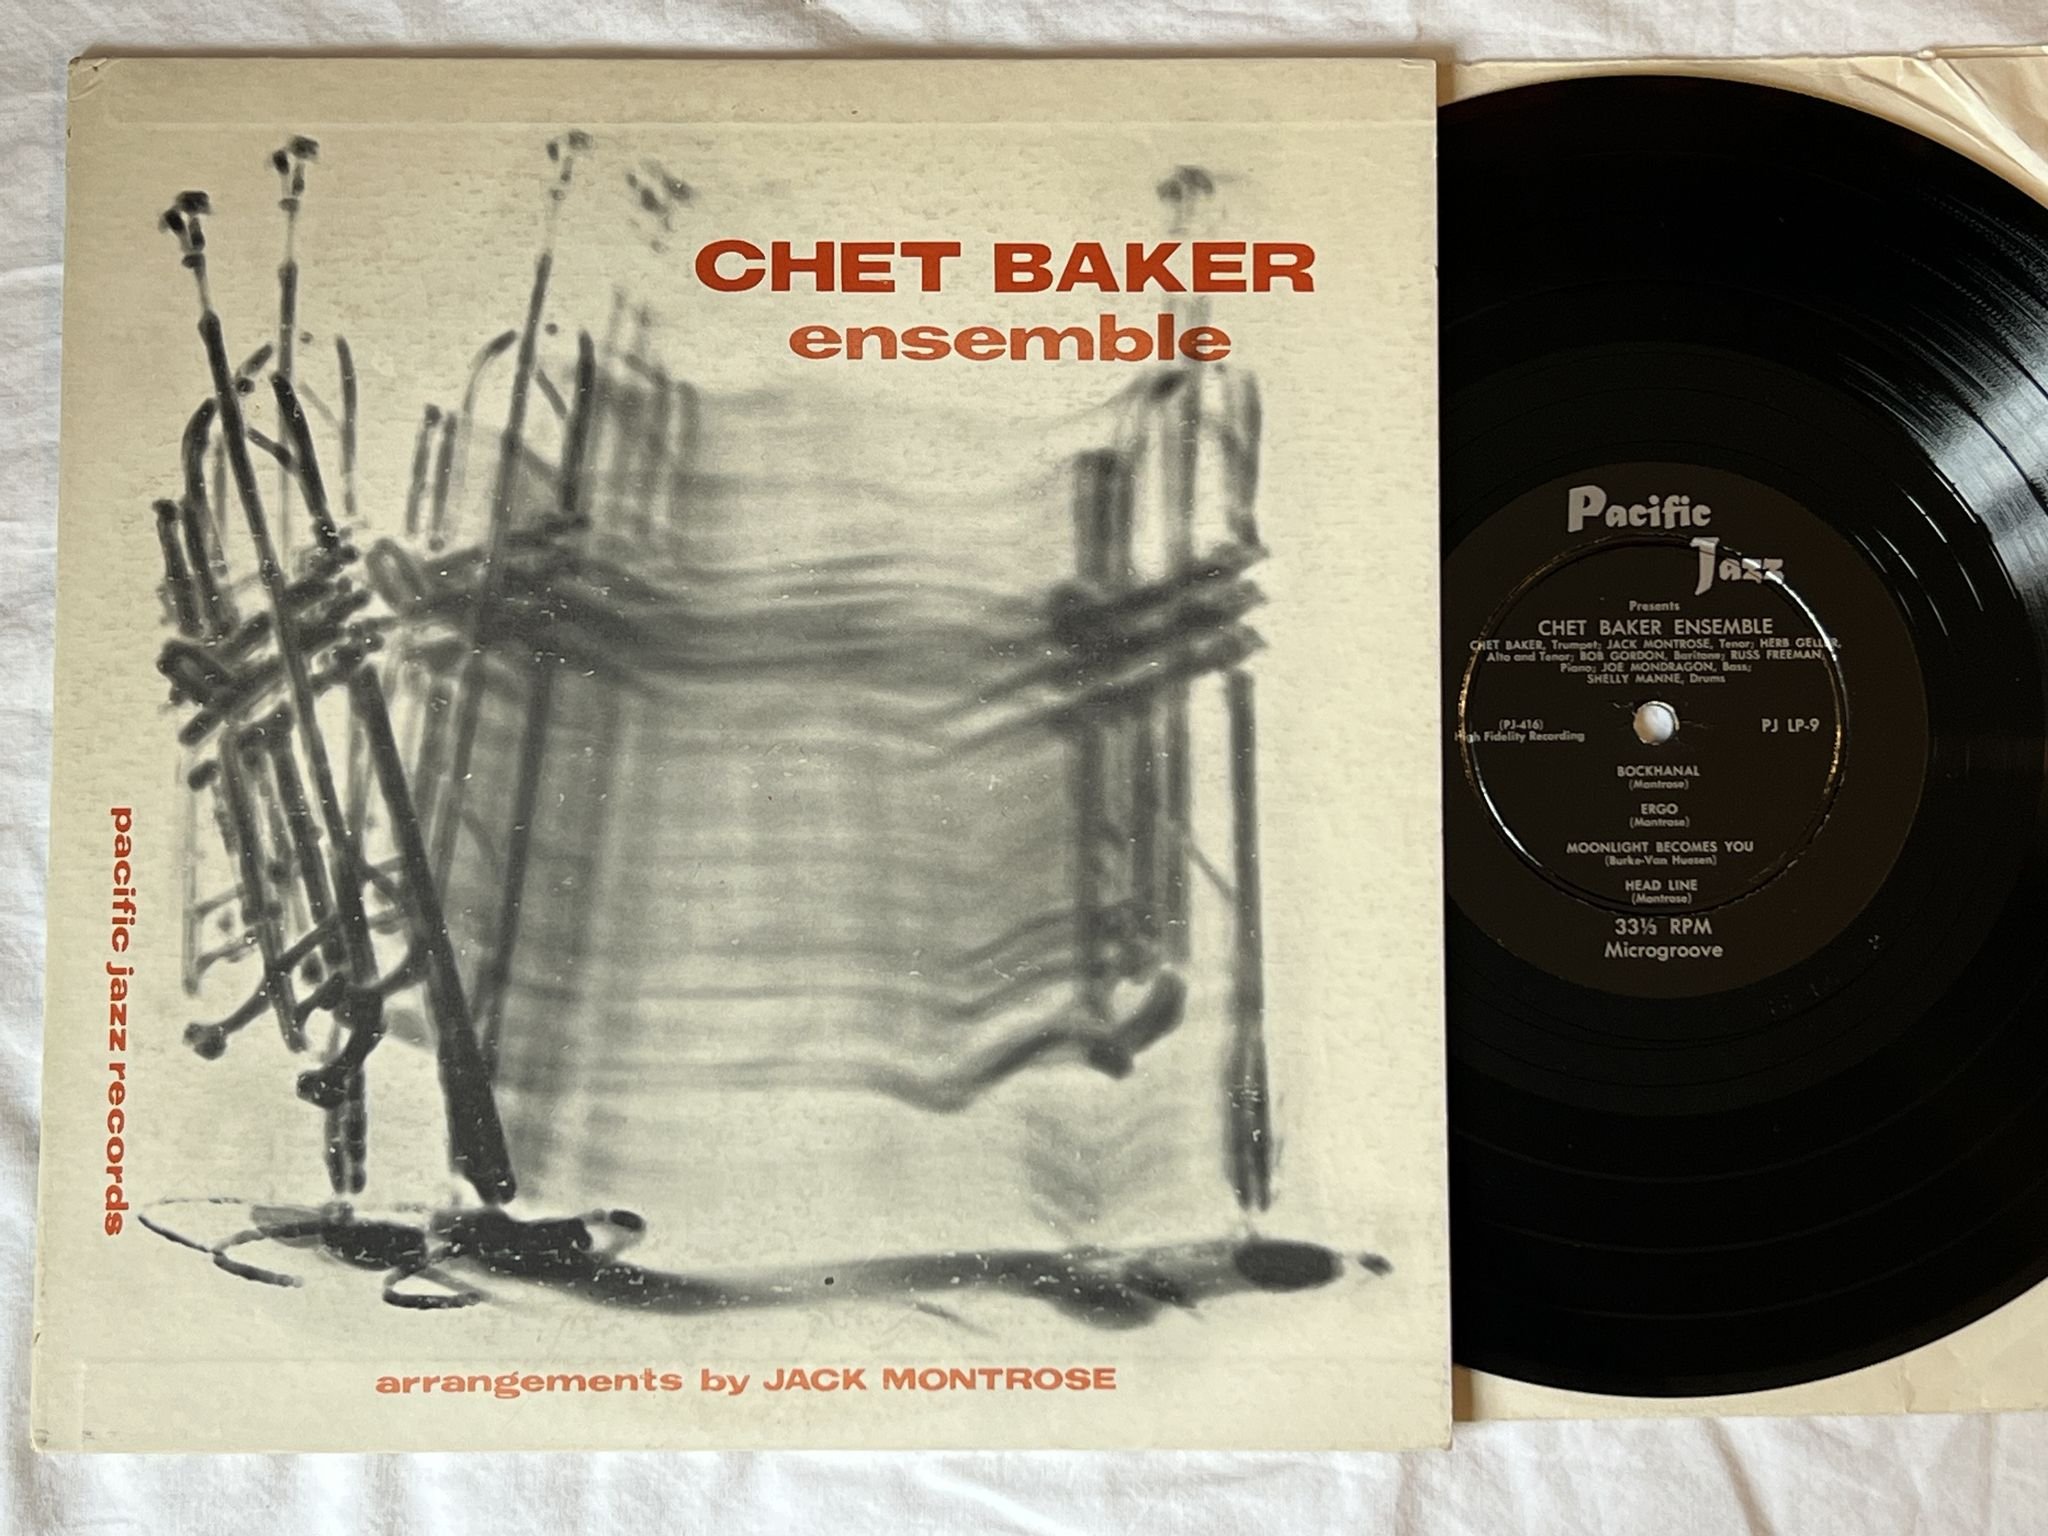 CHET BAKER
ensemble
pacific jazz records
arrangements by JACK MONTROSE
Pacific
Jazz
Presents
CHET BAKER ENSEMBLE
CHET BAKER, Trumpet; JACK MONTROSE, Tenor; HERB GELLER,
Alto and Tenor; BOB GORDON, Baritone; RUSS FREEMAN,
Piano; JOE MONDRAGON, Bass;
SHELLY MANNE, Drums
(PJ-416)
High Fidelity Recording
PJ LP-9
BOCKHANAL
(Montrose)
ERGO
(Montrose)
MOONLIGHT BECOMES YOU
(Burke-Van Huesen)
HEAD LINE
(Montrose)
33⅓ RPM
Microgroove